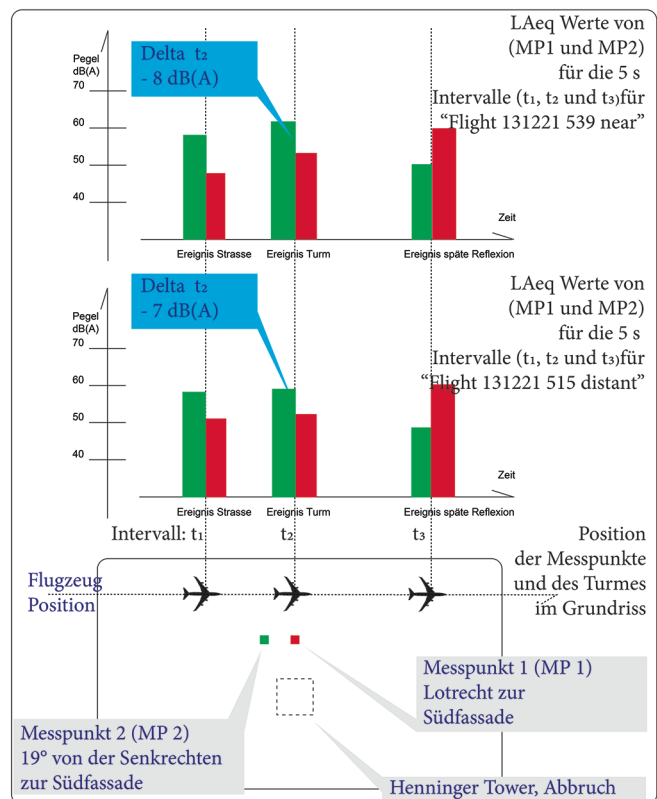 LAeq Werte von
(MP1 und MP2)
für die 5 s
Intervalle (t₁, t₂ und t₃)für
“Flight 131221 539 near”
Pegel
dB(A)
Delta t₂
- 8 dB(A)
70
60
50
40
Zeit
Ereignis Strasse
Ereignis Turm
Ereignis späte Reflexion
LAeq Werte von
(MP1 und MP2)
für die 5 s
Intervalle (t₁, t₂ und t₃)für
“Flight 131221 515 distant”
Pegel
dB(A)
Delta t₂
- 7 dB(A)
70
60
50
40
Zeit
Ereignis Strasse
Ereignis Turm
Ereignis späte Reflexion
Intervall: t₁
t₂
t₃
Position
der Messpunkte
und des Turmes
im Grundriss
Flugzeug
Position
Messpunkt 1 (MP 1)
Lotrecht zur
Südfassade
Messpunkt 2 (MP 2)
19° von der Senkrechten
zur Südfassade
Henninger Tower, Abbruch